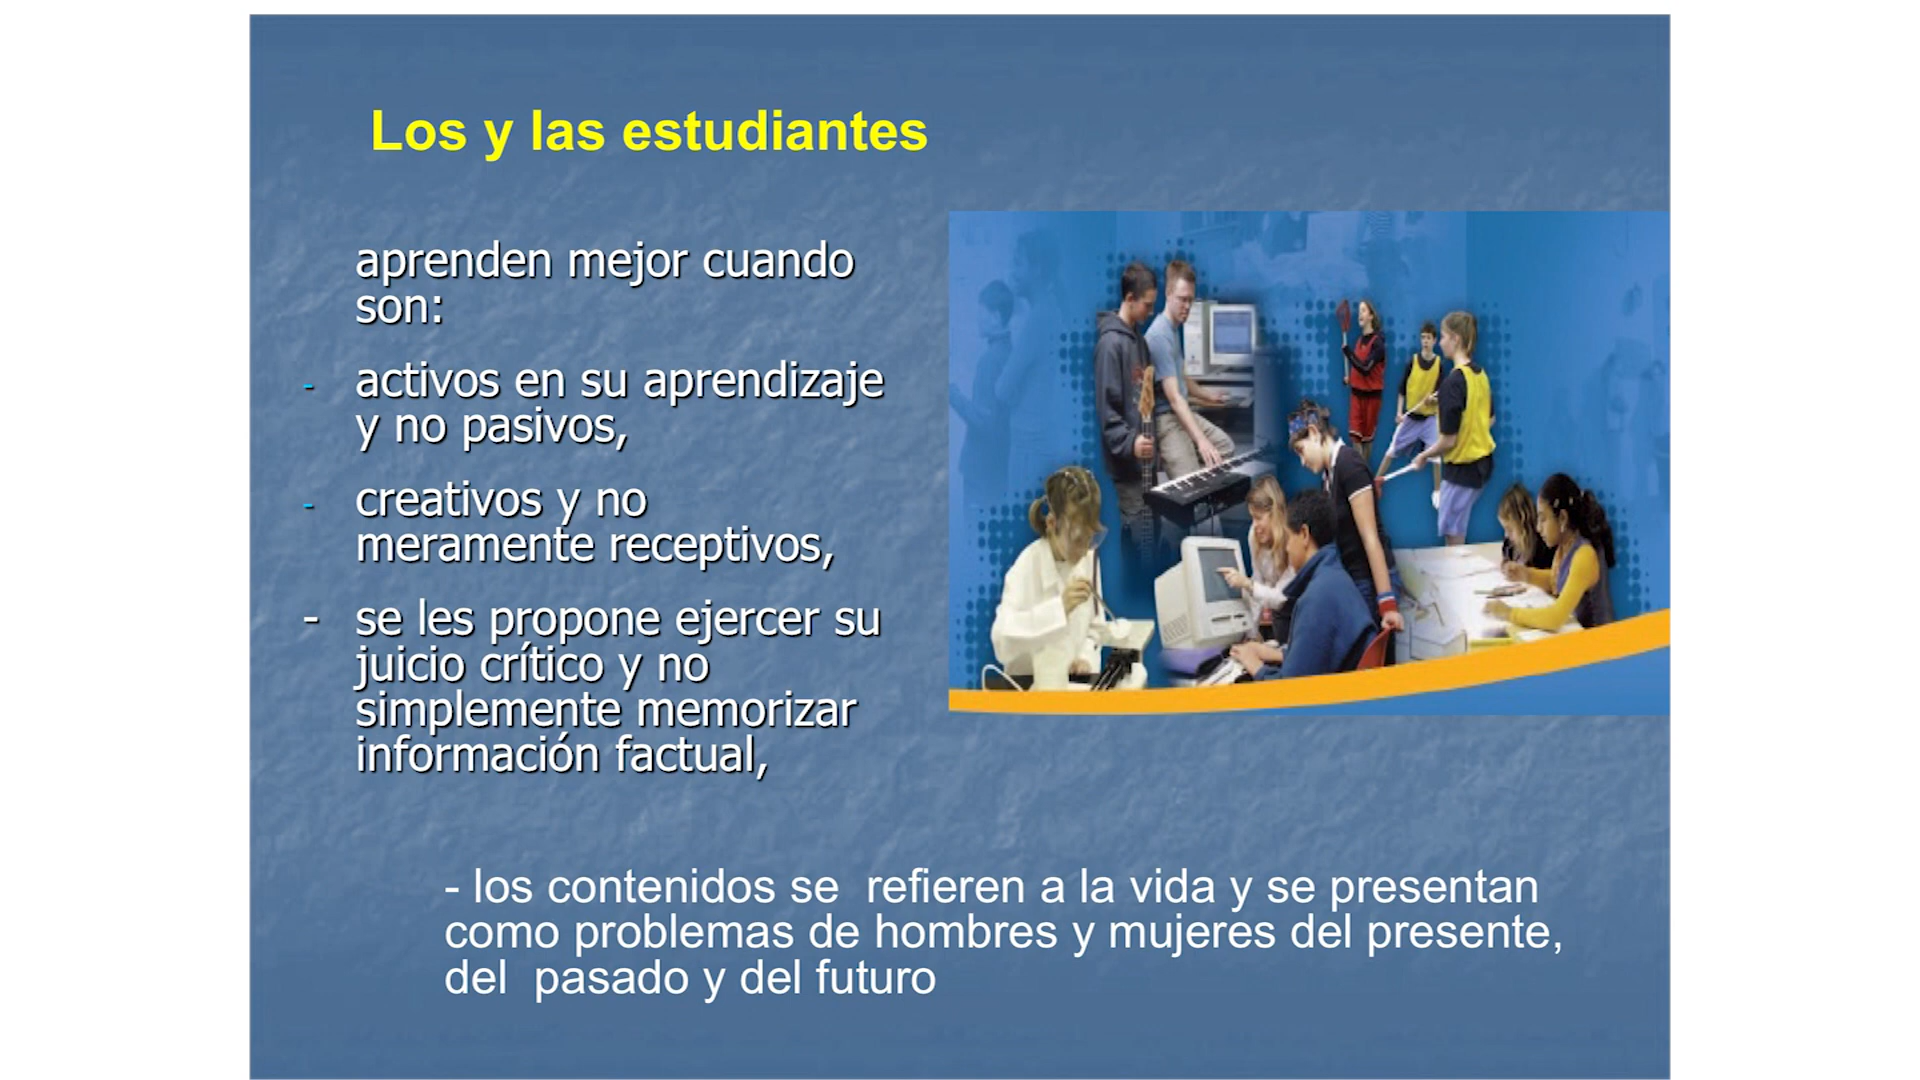 Los y las estudiantes
aprenden mejor cuando
son:
- activos en su aprendizaje
y no pasivos,
- creativos y no
meramente receptivos,
- se les propone ejercer su
juicio crítico y no
simplemente memorizar
información factual,
- los contenidos se  refieren a la vida y se presentan
como problemas de hombres y mujeres del presente,
del  pasado y del futuro